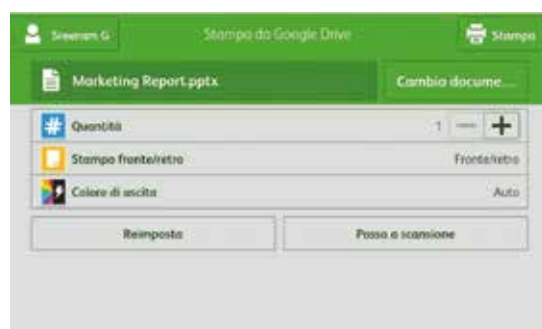 Sreeram G Stampa da Google Drive Stampa
Marketing Report.pptx Cambia docume...
# Quantità 1 — +
Stampa fronte/retro Fronte/retro
Colore di uscita Auto
Reimposta Passa a scansione